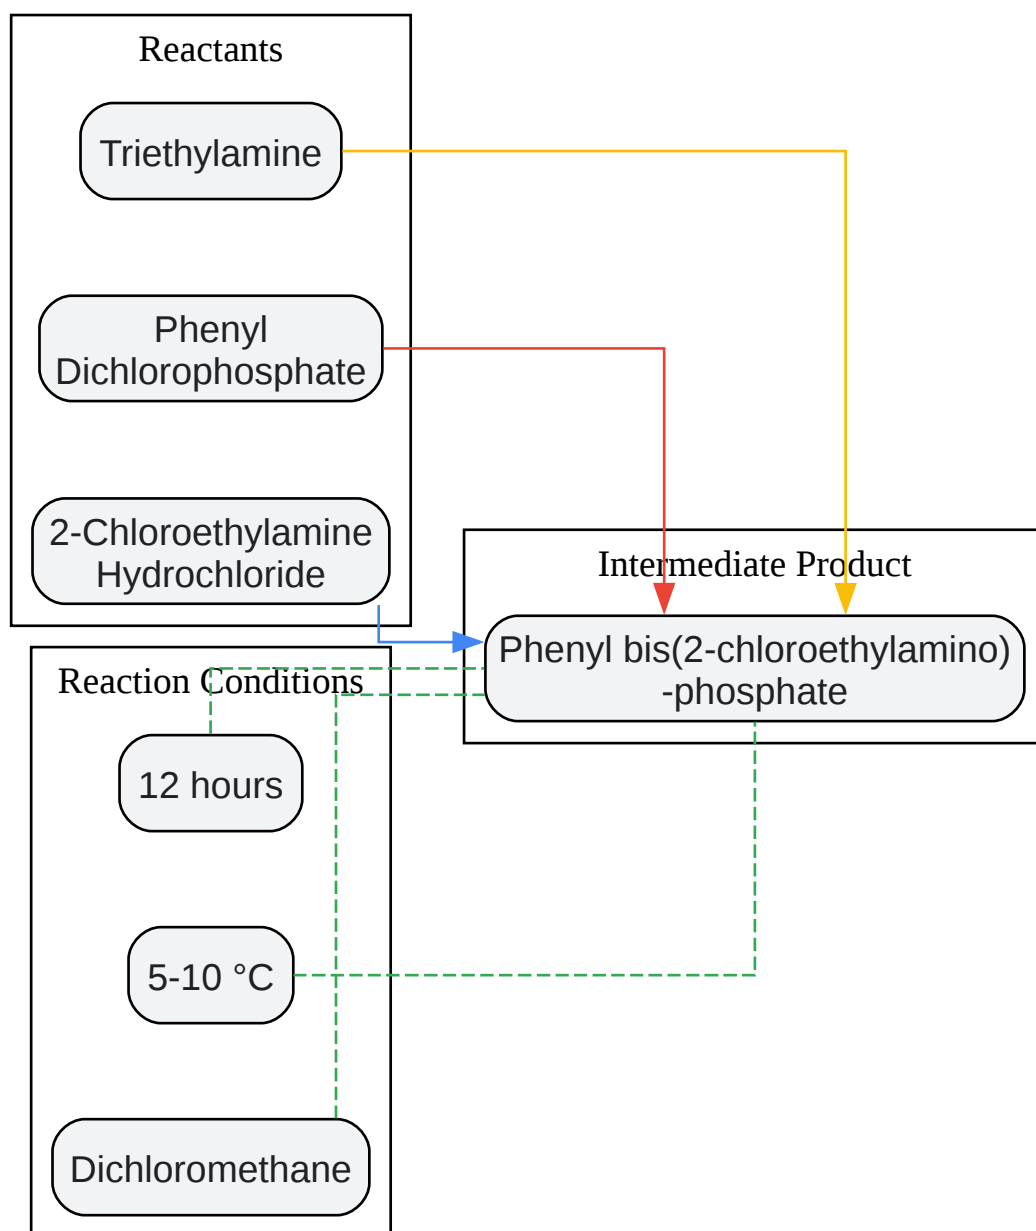 Reactants
Triethylamine
Phenyl
Dichlorophosphate
2-Chloroethylamine
Hydrochloride
Intermediate Product
Phenyl bis(2-chloroethylamino)
-phosphate
Reaction Conditions
12 hours
5-10 °C
Dichloromethane